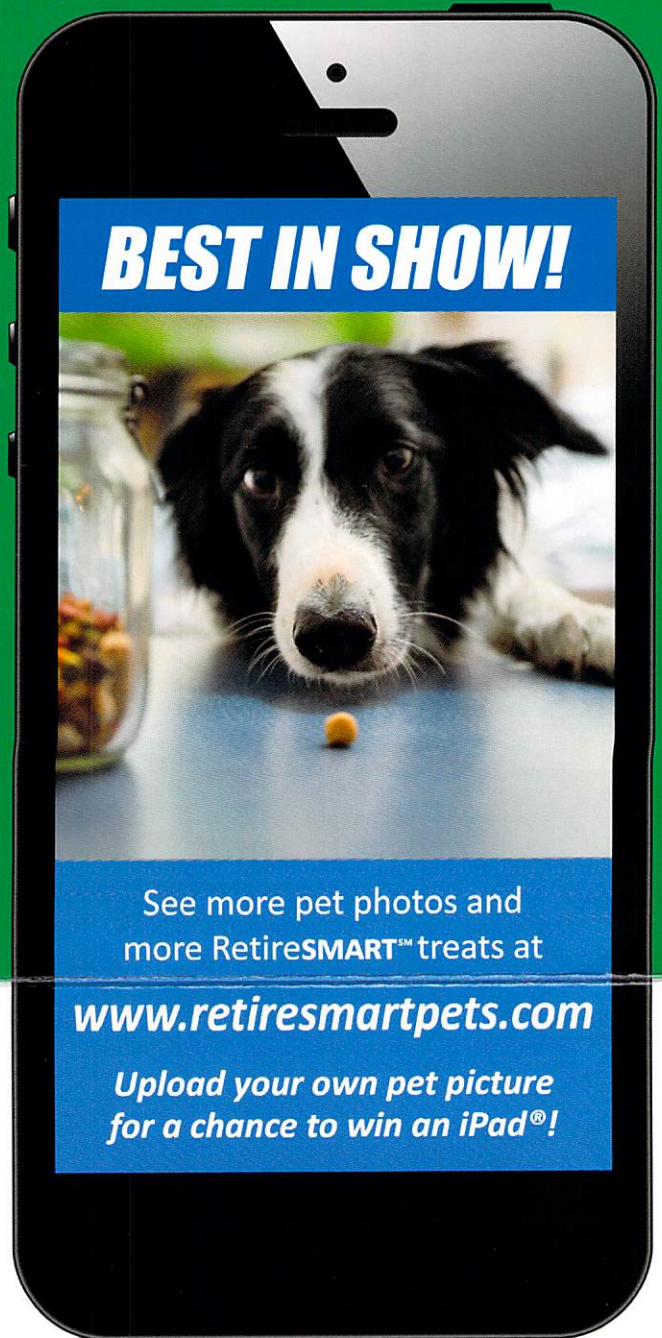 BEST IN SHOW!
See more pet photos and
more RetireSMART℠ treats at
www.retiresmartpets.com
Upload your own pet picture
for a chance to win an iPad®!